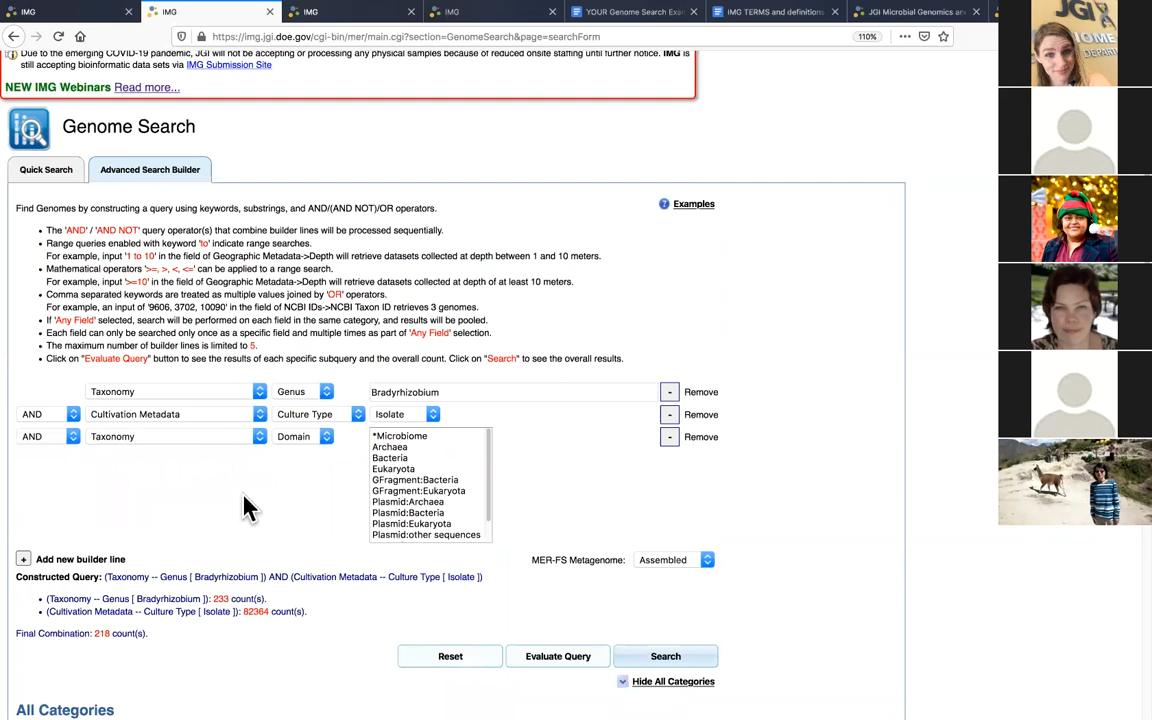 IMG
IMG
IMG
IMG
YOUR Genome Search Exa
IMG TERMS and definitions
JGI Microbial Genomics an
https://img.jgi.doe.gov/cgi-bin/mer/main.cgi?section=GenomeSearch&page=searchForm
110%
Due to the emerging COVID-19 pandemic, JGI will not be accepting or processing any physical samples because of reduced onsite staffing until further notice. IMG is
still accepting bioinformatic data sets via IMG Submission Site
NEW IMG Webinars Read more...
Genome Search
Quick Search
Advanced Search Builder
Find Genomes by constructing a query using keywords, substrings, and AND/(AND NOT)/OR operators.
? Examples
• The 'AND' / 'AND NOT' query operator(s) that combine builder lines will be processed sequentially.
• Range queries enabled with keyword 'to' indicate range searches.
For example, input '1 to 10' in the field of Geographic Metadata->Depth will retrieve datasets collected at depth between 1 and 10 meters.
• Mathematical operators '>=, >, <, <=' can be applied to a range search.
For example, input '>=10' in the field of Geographic Metadata->Depth will retrieve datasets collected at depth of at least 10 meters.
• Comma separated keywords are treated as multiple values joined by 'OR' operators.
For example, an input of '9606, 3702, 10090' in the field of NCBI IDs->NCBI Taxon ID retrieves 3 genomes.
• If 'Any Field' selected, search will be performed on each field in the same category, and results will be pooled.
• Each field can only be searched only once as a specific field and multiple times as part of 'Any Field' selection.
• The maximum number of builder lines is limited to 5.
• Click on "Evaluate Query" button to see the results of each specific subquery and the overall count. Click on "Search" to see the overall results.
Taxonomy Genus Bradyrhizobium - Remove
AND Cultivation Metadata Culture Type Isolate - Remove
AND Taxonomy Domain - Remove
*Microbiome
Archaea
Bacteria
Eukaryota
GFragment:Bacteria
GFragment:Eukaryota
Plasmid:Archaea
Plasmid:Bacteria
Plasmid:Eukaryota
Plasmid:other sequences
+ Add new builder line
MER-FS Metagenome: Assembled
Constructed Query: (Taxonomy -- Genus [ Bradyrhizobium ]) AND (Cultivation Metadata -- Culture Type [ Isolate ])
• (Taxonomy -- Genus [ Bradyrhizobium ]): 233 count(s).
• (Cultivation Metadata -- Culture Type [ Isolate ]): 82364 count(s).
Final Combination: 218 count(s).
Reset
Evaluate Query
Search
Hide All Categories
All Categories
JGI